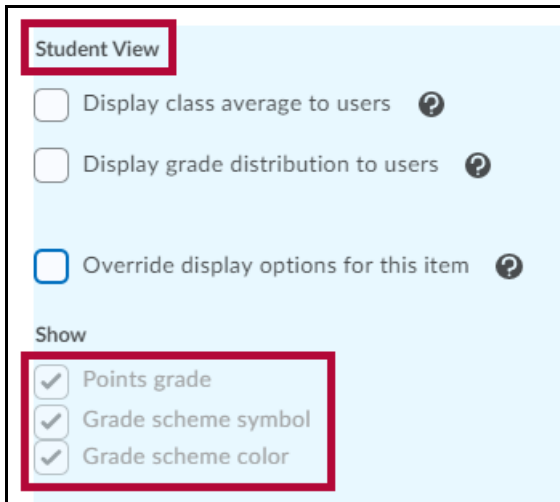 Student View
Display class average to users ?
Display grade distribution to users ?
Override display options for this item ?
Show
Points grade
Grade scheme symbol
Grade scheme color